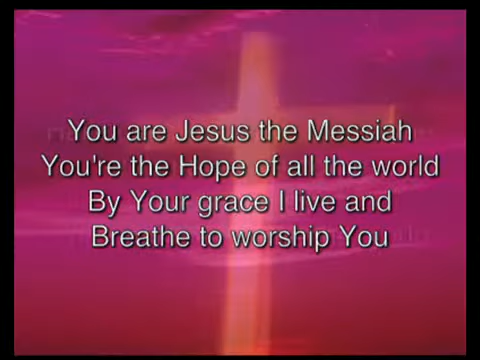 You are Jesus the Messiah
You're the Hope of all the world
By Your grace I live and
Breathe to worship You